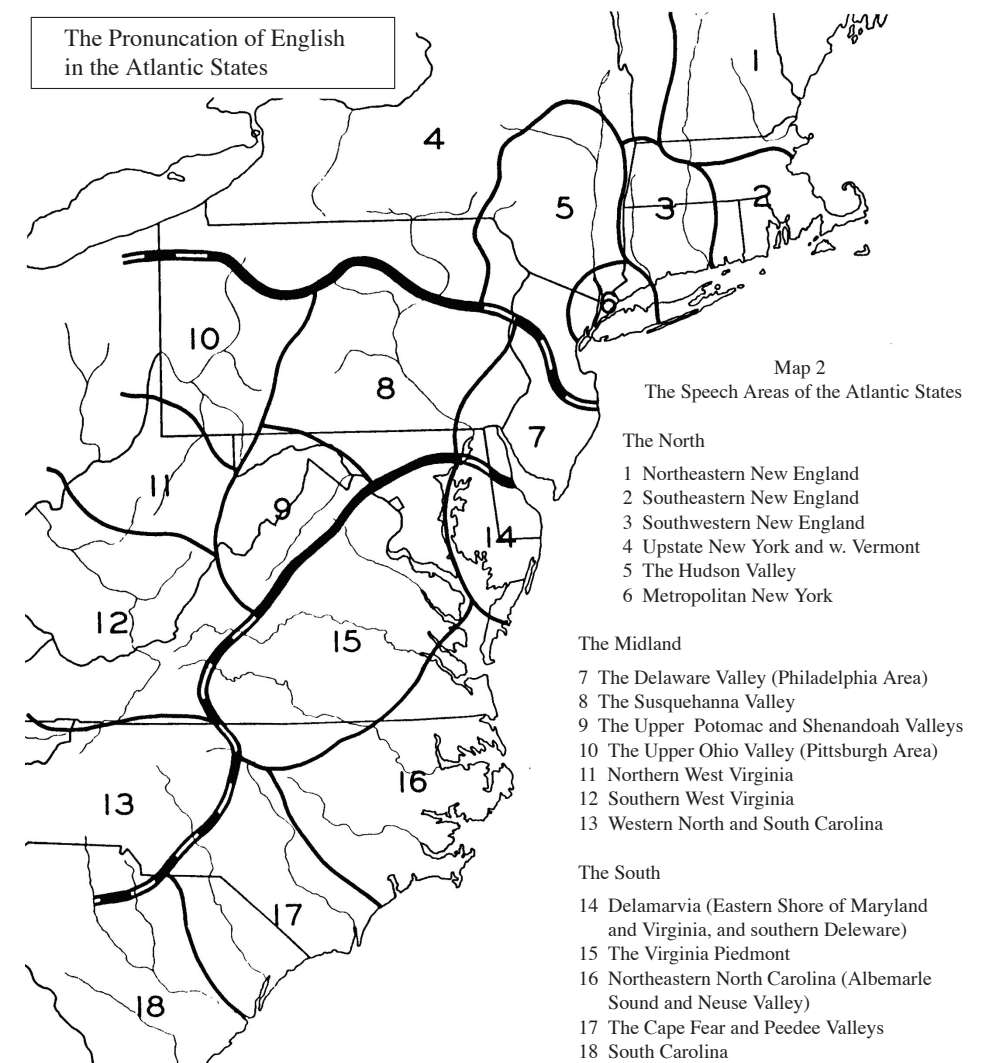 The Pronuncation of English
in the Atlantic States
1
4
5
3
2
6
10
8
7
11
9
14
12
15
16
13
17
18
Map 2
The Speech Areas of the Atlantic States
The North
1 Northeastern New England
2 Southeastern New England
3 Southwestern New England
4 Upstate New York and w. Vermont
5 The Hudson Valley
6 Metropolitan New York
The Midland
7 The Delaware Valley (Philadelphia Area)
8 The Susquehanna Valley
9 The Upper Potomac and Shenandoah Valleys
10 The Upper Ohio Valley (Pittsburgh Area)
11 Northern West Virginia
12 Southern West Virginia
13 Western North and South Carolina
The South
14 Delamarvia (Eastern Shore of Maryland
and Virginia, and southern Deleware)
15 The Virginia Piedmont
16 Northeastern North Carolina (Albemarle
Sound and Neuse Valley)
17 The Cape Fear and Peedee Valleys
18 South Carolina